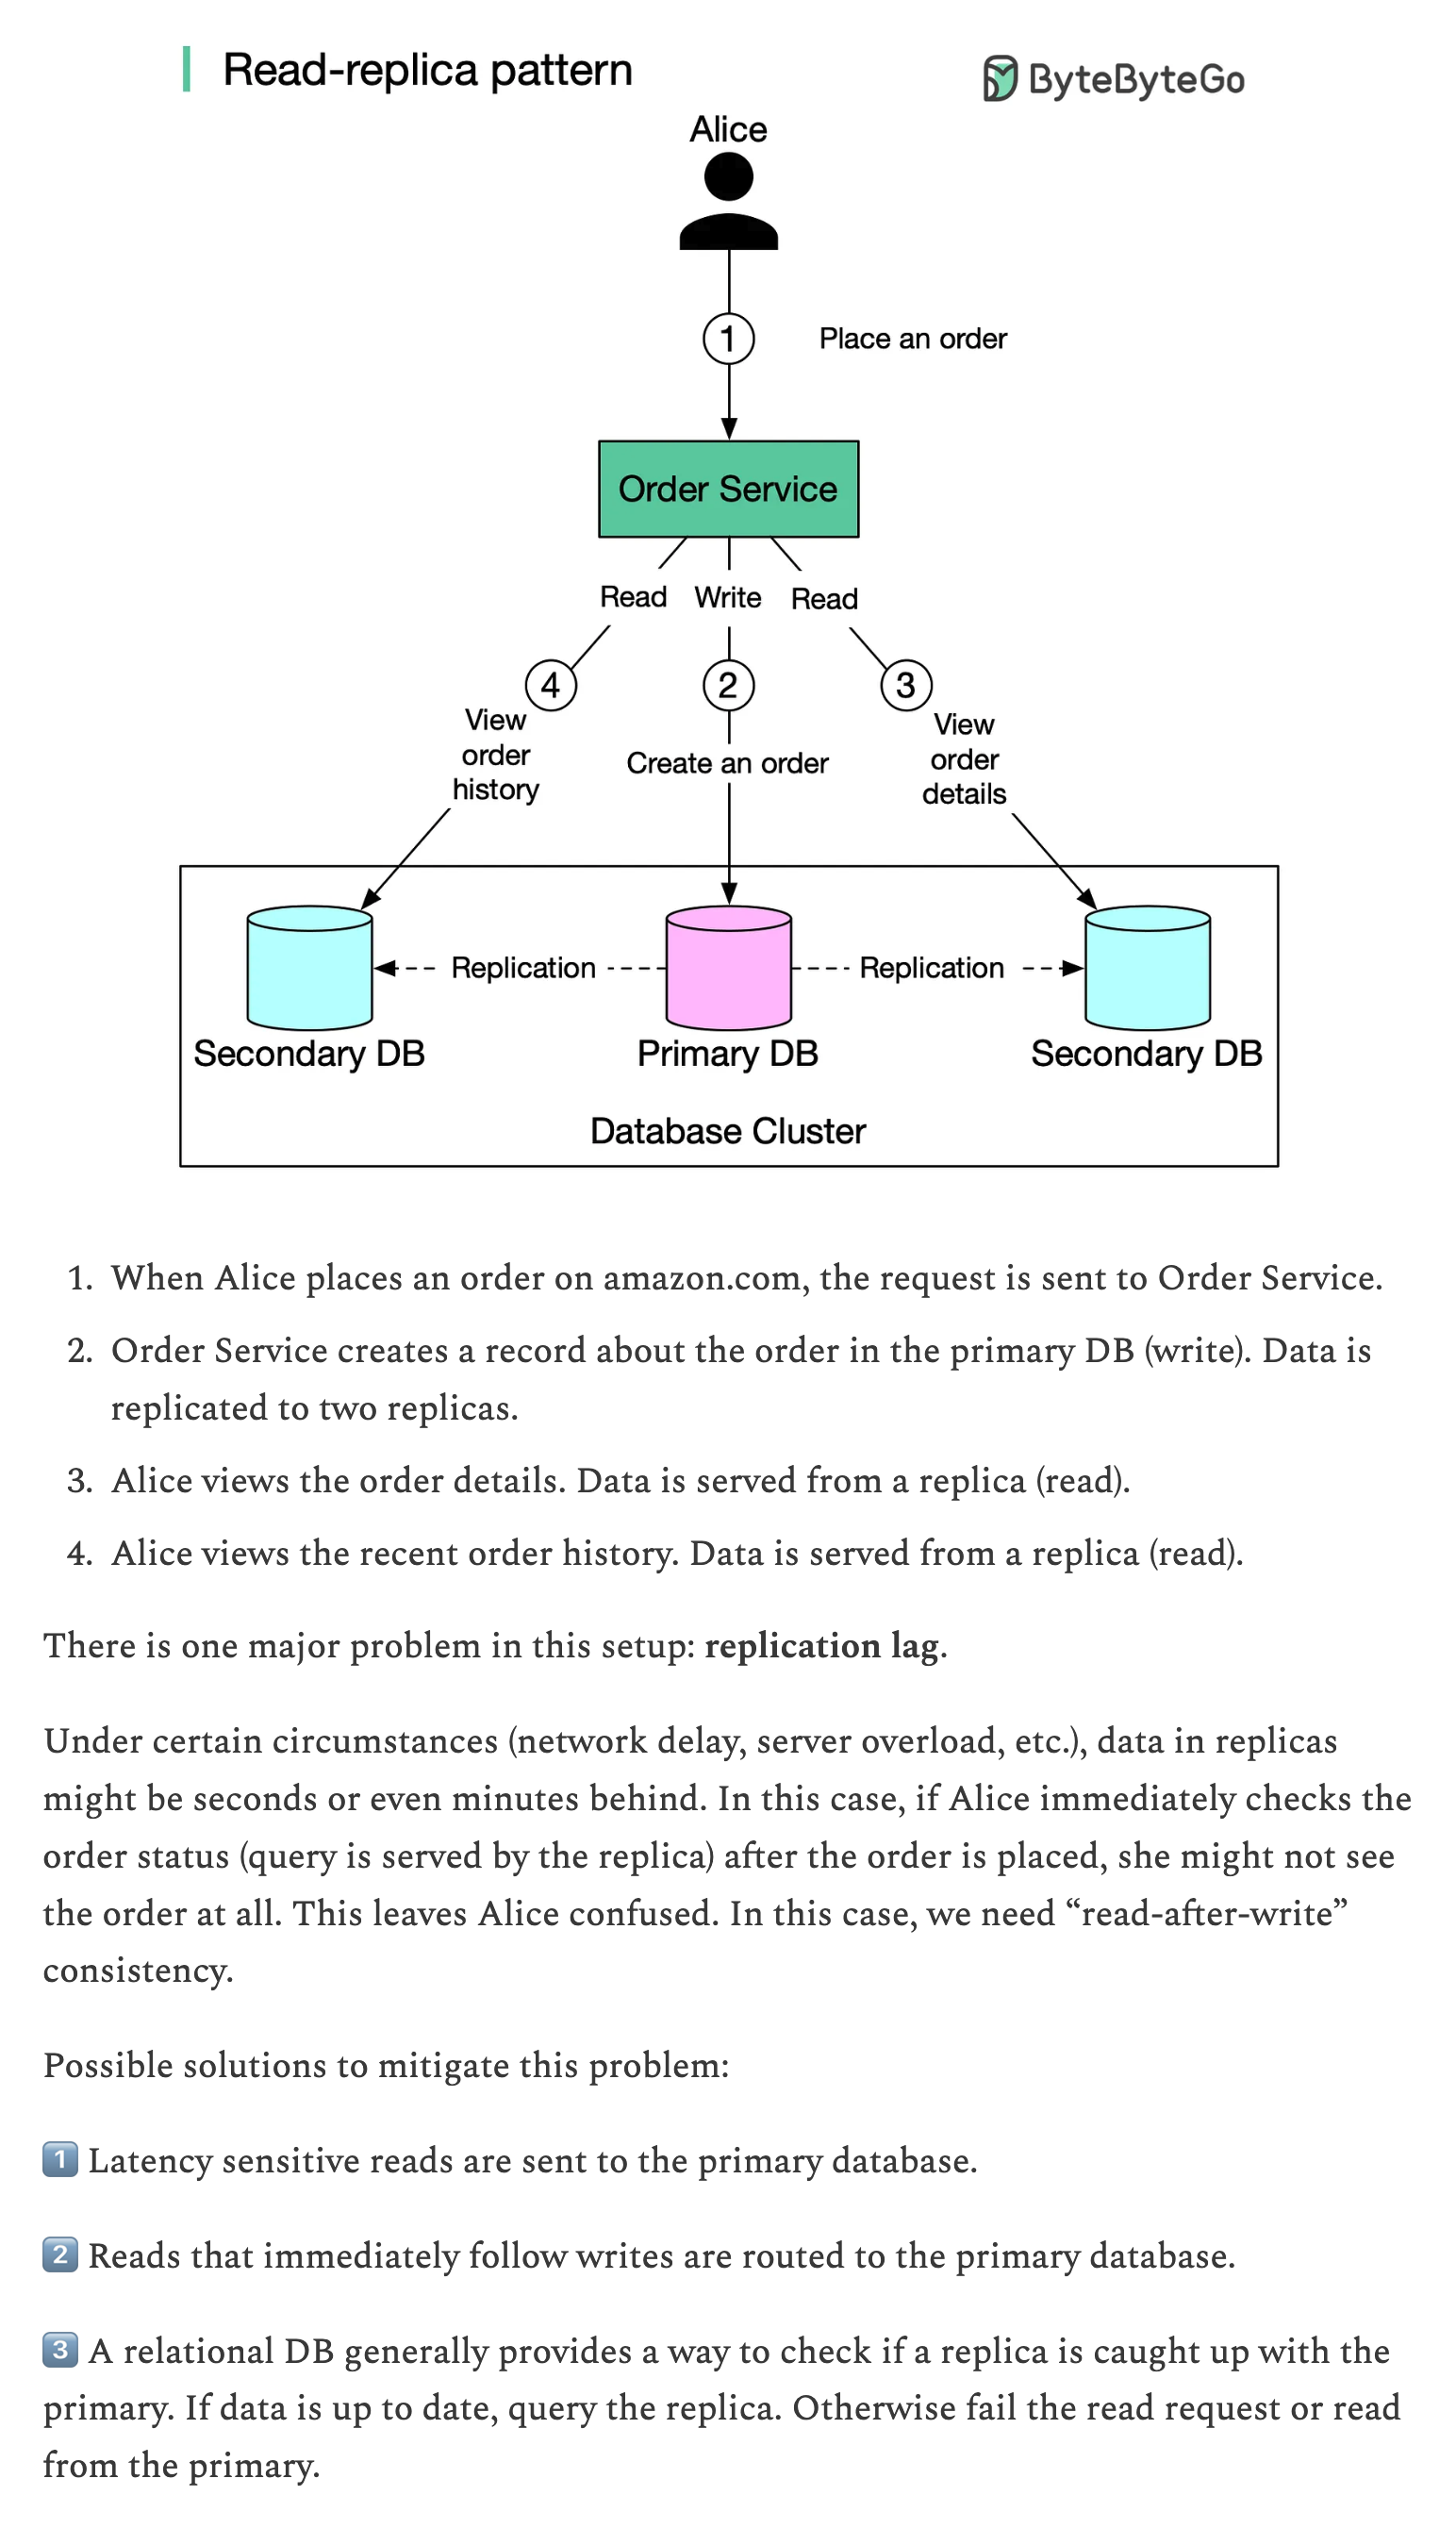 Read-replica pattern
ByteByteGo
Alice
1
Place an order
Order Service
Read
Write
Read
4
2
3
View
order
history
Create an order
View
order
details
Replication
Replication
Secondary DB
Primary DB
Secondary DB
Database Cluster
1. When Alice places an order on amazon.com, the request is sent to Order Service.
2. Order Service creates a record about the order in the primary DB (write). Data is
replicated to two replicas.
3. Alice views the order details. Data is served from a replica (read).
4. Alice views the recent order history. Data is served from a replica (read).
There is one major problem in this setup: replication lag.
Under certain circumstances (network delay, server overload, etc.), data in replicas
might be seconds or even minutes behind. In this case, if Alice immediately checks the
order status (query is served by the replica) after the order is placed, she might not see
the order at all. This leaves Alice confused. In this case, we need “read-after-write”
consistency.
Possible solutions to mitigate this problem:
1 Latency sensitive reads are sent to the primary database.
2 Reads that immediately follow writes are routed to the primary database.
3 A relational DB generally provides a way to check if a replica is caught up with the
primary. If data is up to date, query the replica. Otherwise fail the read request or read
from the primary.